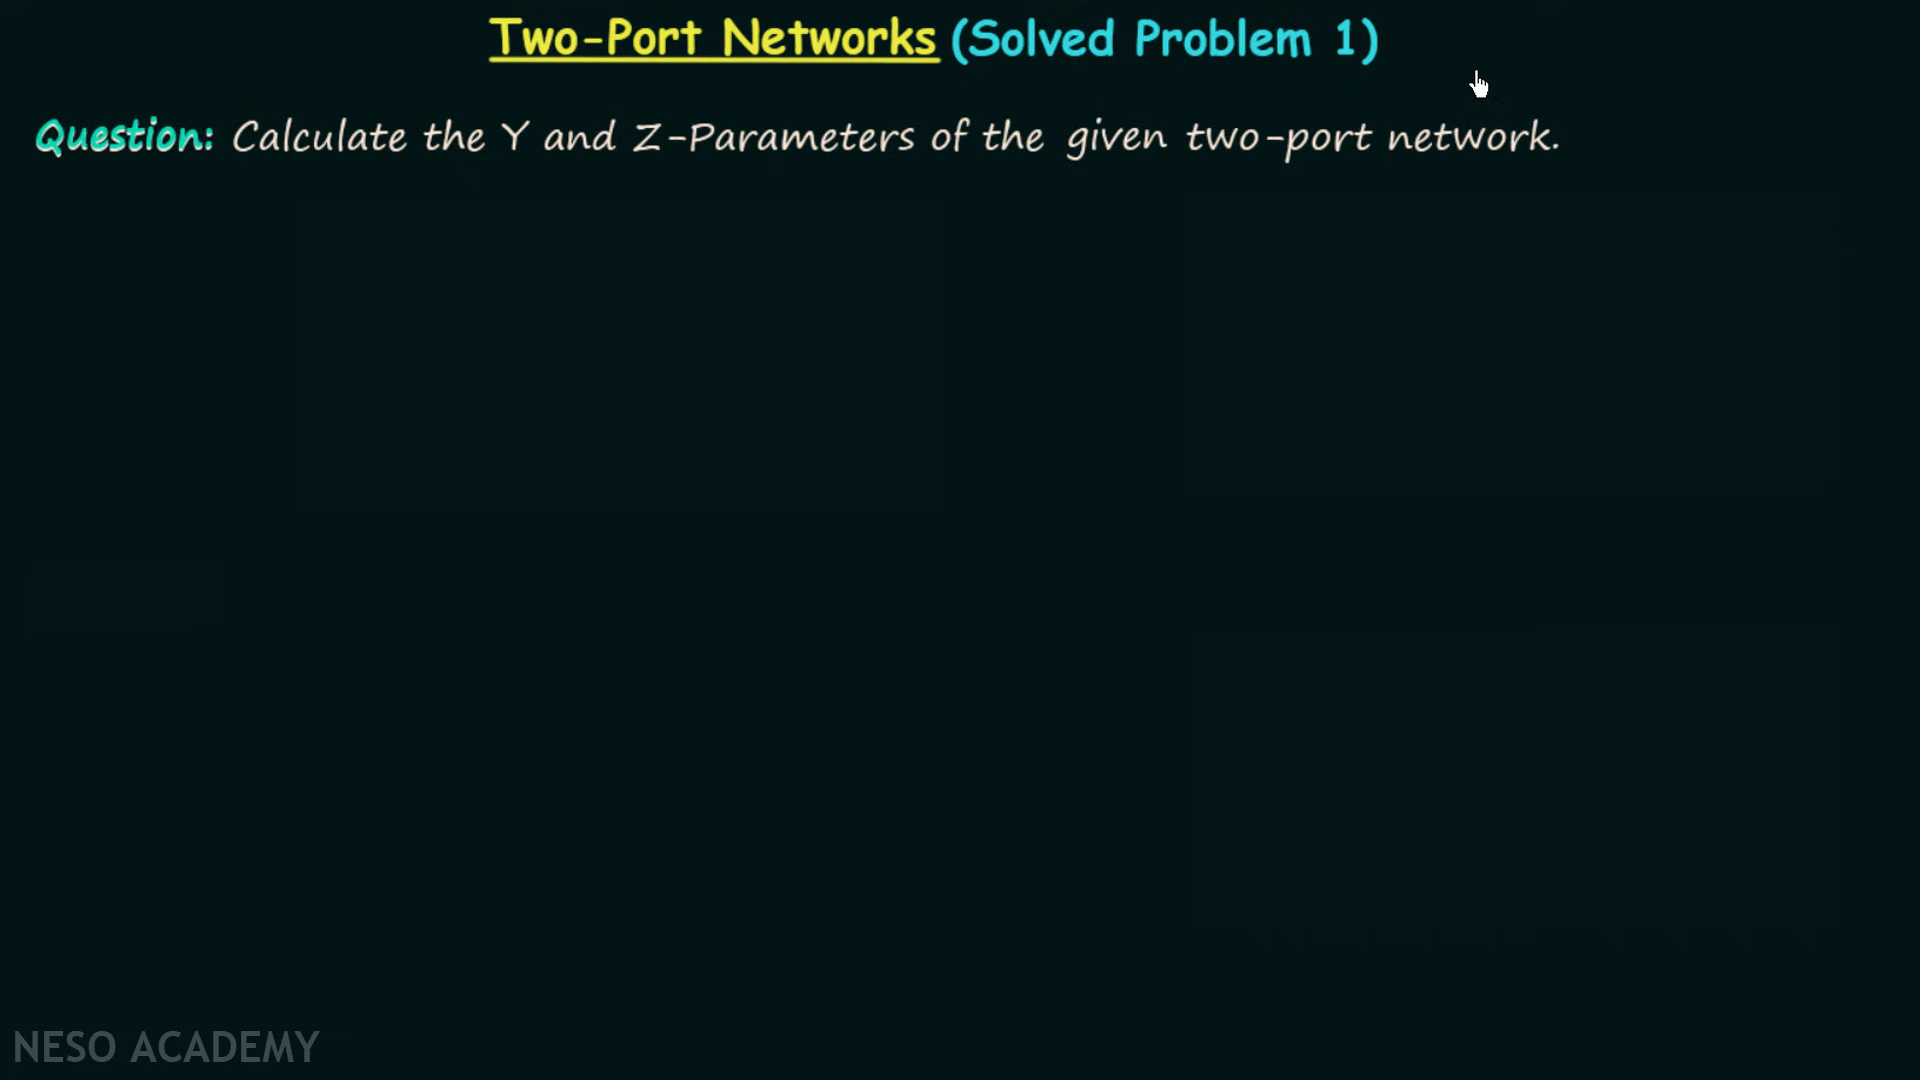 Two-Port Networks (Solved Problem 1)
Question: Calculate the Y and Z-Parameters of the given two-port network.
NESO ACADEMY